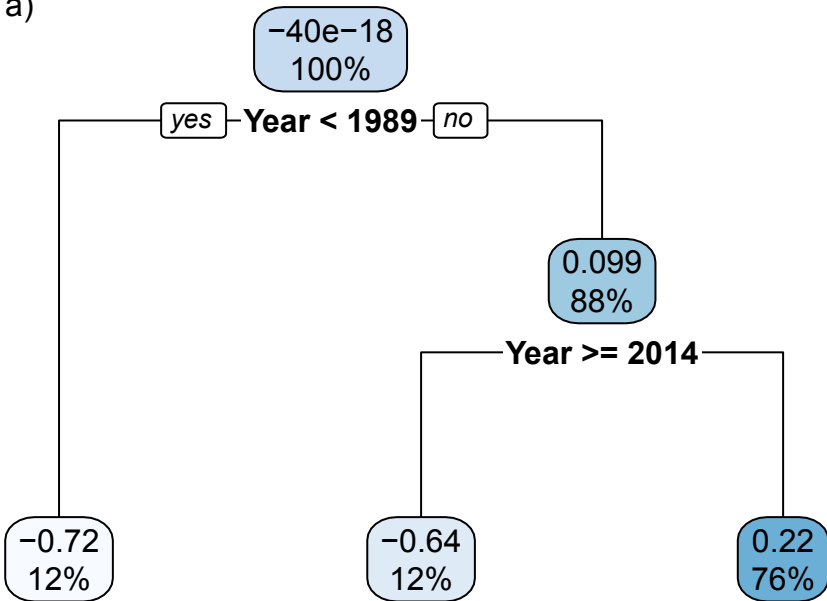 a)
−40e−18
100%
yes Year < 1989 no
0.099
88%
Year >= 2014
−0.72
12%
−0.64
12%
0.22
76%